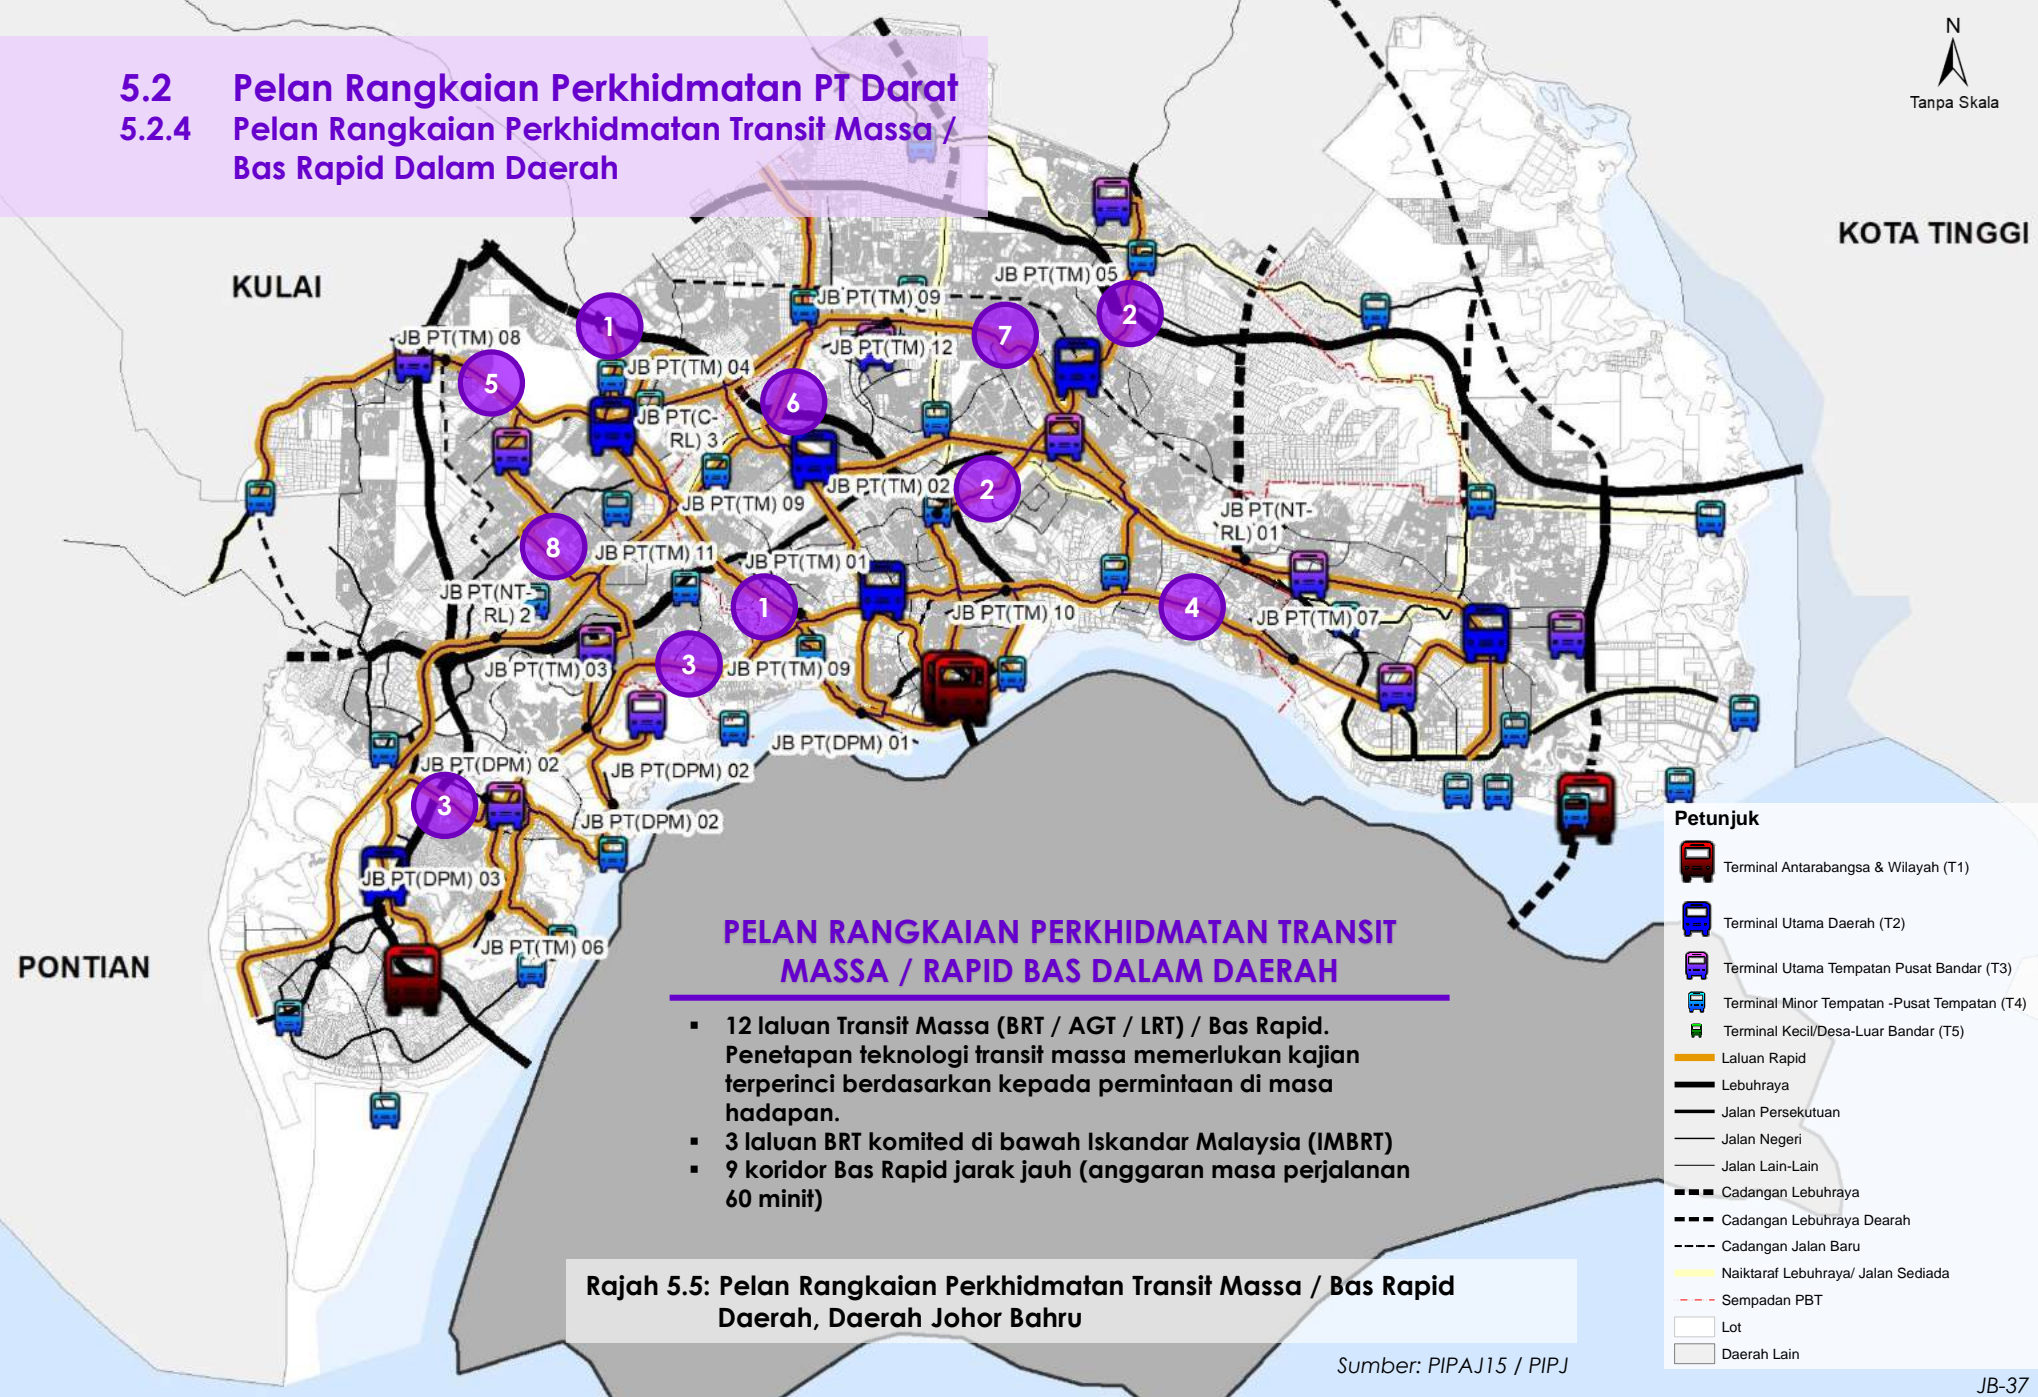 5.2 Pelan Rangkaian Perkhidmatan PT Darat
5.2.4 Pelan Rangkaian Perkhidmatan Transit Massa /
Bas Rapid Dalam Daerah
N
Tanpa Skala
KOTA TINGGI
KULAI
PONTIAN
JB PT(TM) 05
JB PT(TM) 09
JB PT(TM) 08
JB PT(TM) 12
JB PT(TM) 04
JB PT(C-
RL) 3
JB PT(TM) 02
JB PT(TM) 09
JB PT(NT-
RL) 01
JB PT(TM) 11
JB PT(TM) 01
JB PT(NT-
RL) 2
JB PT(TM) 10
JB PT(TM) 07
JB PT(TM) 03
JB PT(TM) 09
JB PT(DPM) 01
JB PT(DPM) 02
JB PT(DPM) 02
JB PT(DPM) 02
JB PT(DPM) 03
JB PT(TM) 06
1
2
7
5
6
2
8
1
4
3
3
PELAN RANGKAIAN PERKHIDMATAN TRANSIT
MASSA / RAPID BAS DALAM DAERAH
▪ 12 laluan Transit Massa (BRT / AGT / LRT) / Bas Rapid.
Penetapan teknologi transit massa memerlukan kajian
terperinci berdasarkan kepada permintaan di masa
hadapan.
▪ 3 laluan BRT komited di bawah Iskandar Malaysia (IMBRT)
▪ 9 koridor Bas Rapid jarak jauh (anggaran masa perjalanan
60 minit)
Petunjuk
Terminal Antarabangsa & Wilayah (T1)
Terminal Utama Daerah (T2)
Terminal Utama Tempatan Pusat Bandar (T3)
Terminal Minor Tempatan -Pusat Tempatan (T4)
Terminal Kecil/Desa-Luar Bandar (T5)
Laluan Rapid
Lebuhraya
Jalan Persekutuan
Jalan Negeri
Jalan Lain-Lain
Cadangan Lebuhraya
Cadangan Lebuhraya Dearah
Cadangan Jalan Baru
Naiktaraf Lebuhraya/ Jalan Sediada
Sempadan PBT
Lot
Daerah Lain
Rajah 5.5: Pelan Rangkaian Perkhidmatan Transit Massa / Bas Rapid
Daerah, Daerah Johor Bahru
Sumber: PIPAJ15 / PIPJ
JB-37